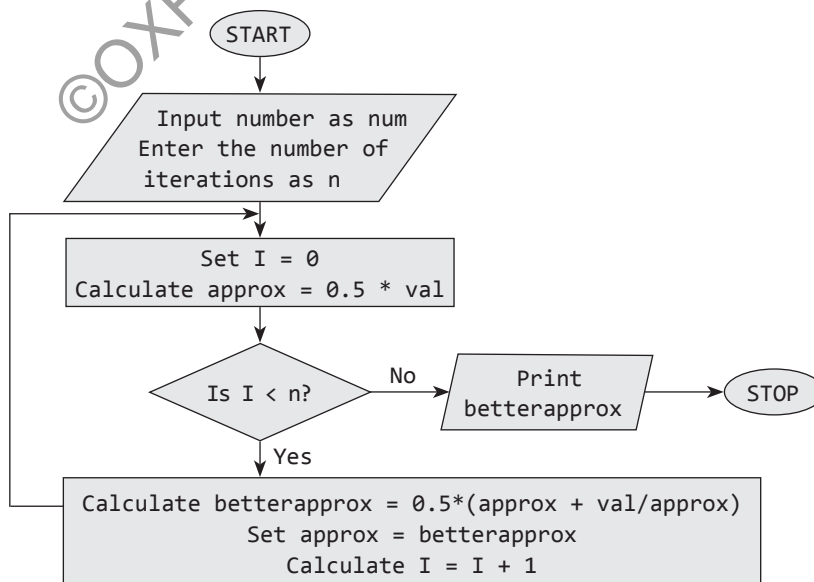 ©OXF
START
Input number as num
Enter the number of
iterations as n
Set I = 0
Calculate approx = 0.5 * val
Is I < n?
No
Print
betterapprox
STOP
Yes
Calculate betterapprox = 0.5*(approx + val/approx)
Set approx = betterapprox
Calculate I = I + 1